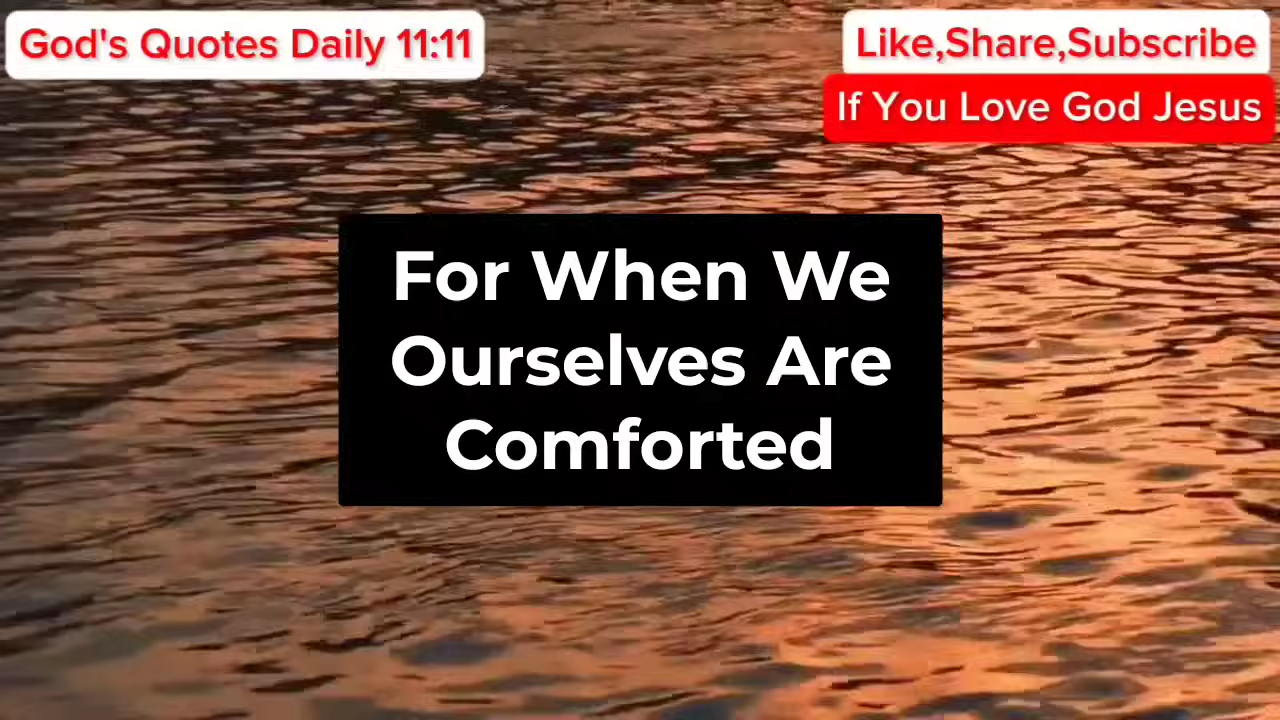 God's Quotes Daily 11:11
Like,Share,Subscribe
If You Love God Jesus
For When We
Ourselves Are
Comforted